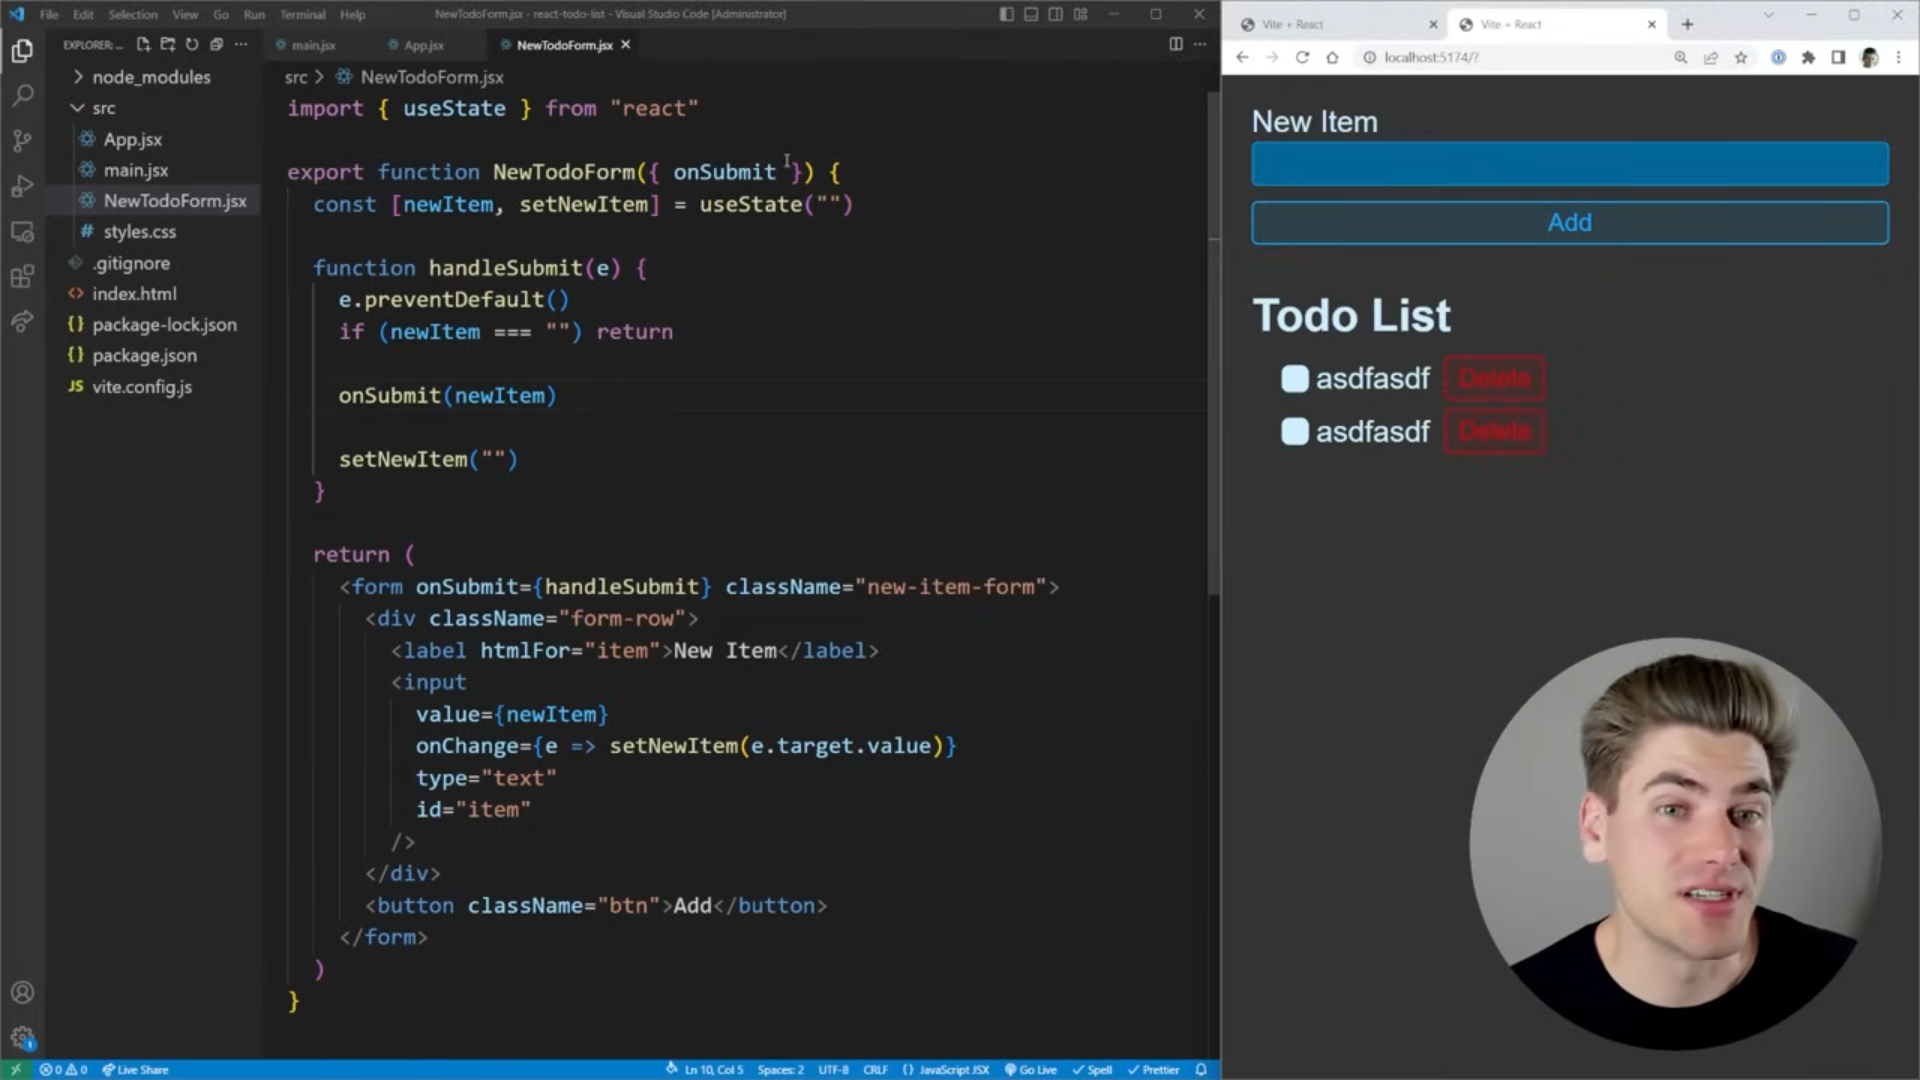 File Edit Selection View Go Run Terminal Help
NewTodoForm.jsx - react-todo-list - Visual Studio Code [Administrator]
EXPLORER: ...
main.jsx
App.jsx
NewTodoForm.jsx
node_modules
src
App.jsx
main.jsx
NewTodoForm.jsx
styles.css
.gitignore
index.html
package-lock.json
package.json
vite.config.js
src > NewTodoForm.jsx
import { useState } from "react"
export function NewTodoForm({ onSubmit }) {
const [newItem, setNewItem] = useState("")
function handleSubmit(e) {
e.preventDefault()
if (newItem === "") return
onSubmit(newItem)
setNewItem("")
}
return (
<form onSubmit={handleSubmit} className="new-item-form">
<div className="form-row">
<label htmlFor="item">New Item</label>
<input
value={newItem}
onChange={e => setNewItem(e.target.value)}
type="text"
id="item"
/>
</div>
<button className="btn">Add</button>
</form>
)
}
0 0 Live Share
Ln 10, Col 5 Spaces: 2 UTF-8 CRLF {} JavaScript JSX Go Live Spell Prettier
Vite + React
Vite + React
localhost:5174/?
New Item
Add
Todo List
asdfasdf Delete
asdfasdf Delete